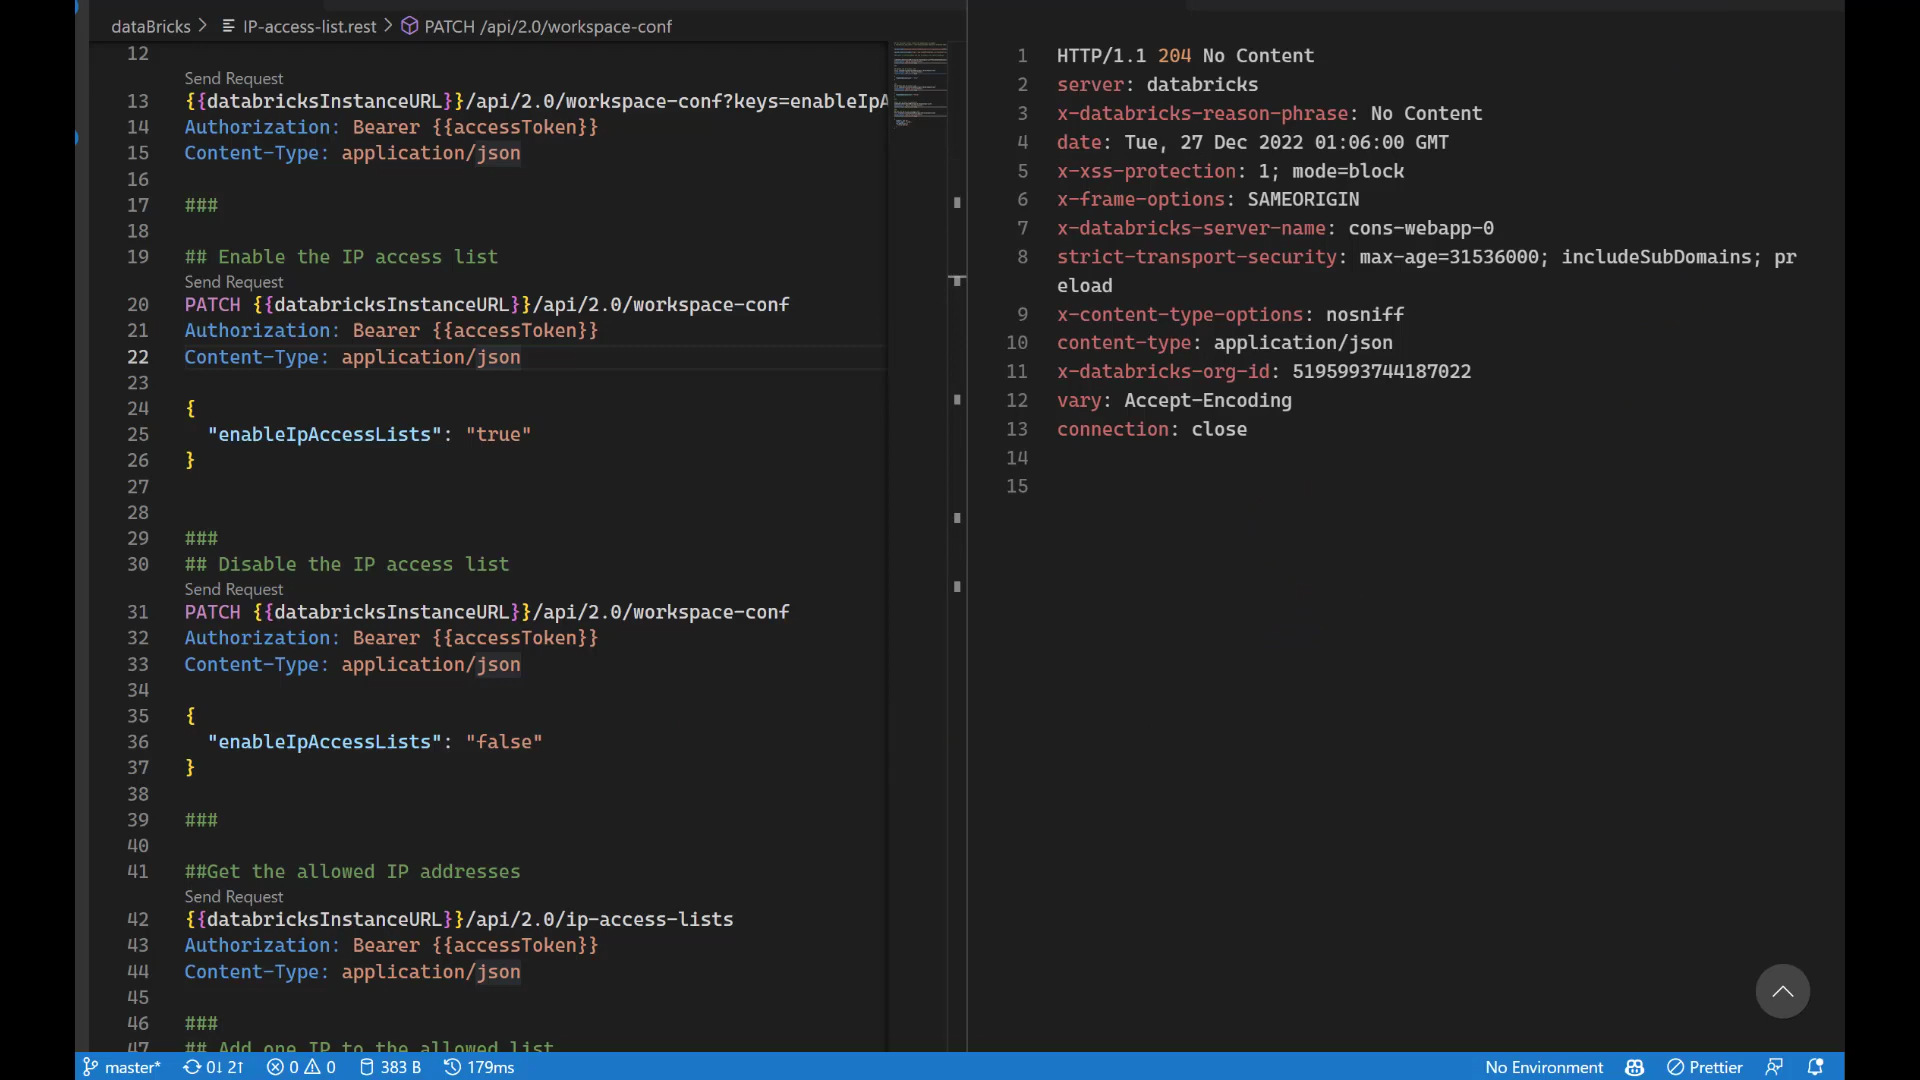 dataBricks > IP-access-list.rest > PATCH /api/2.0/workspace-conf
12
Send Request
13 {{databricksInstanceURL}}/api/2.0/workspace-conf?keys=enableIpA
14 Authorization: Bearer {{accessToken}}
15 Content-Type: application/json
16
17 ###
18
19 ## Enable the IP access list
Send Request
20 PATCH {{databricksInstanceURL}}/api/2.0/workspace-conf
21 Authorization: Bearer {{accessToken}}
22 Content-Type: application/json
23
24 {
25 "enableIpAccessLists": "true"
26 }
27
28
29 ###
30 ## Disable the IP access list
Send Request
31 PATCH {{databricksInstanceURL}}/api/2.0/workspace-conf
32 Authorization: Bearer {{accessToken}}
33 Content-Type: application/json
34
35 {
36 "enableIpAccessLists": "false"
37 }
38
39 ###
40
41 ##Get the allowed IP addresses
Send Request
42 {{databricksInstanceURL}}/api/2.0/ip-access-lists
43 Authorization: Bearer {{accessToken}}
44 Content-Type: application/json
45
46 ###
47 ## Add one IP to the allowed list
1 HTTP/1.1 204 No Content
2 server: databricks
3 x-databricks-reason-phrase: No Content
4 date: Tue, 27 Dec 2022 01:06:00 GMT
5 x-xss-protection: 1; mode=block
6 x-frame-options: SAMEORIGIN
7 x-databricks-server-name: cons-webapp-0
8 strict-transport-security: max-age=31536000; includeSubDomains; pr
eload
9 x-content-type-options: nosniff
10 content-type: application/json
11 x-databricks-org-id: 5195993744187022
12 vary: Accept-Encoding
13 connection: close
14
15
master* 0↓ 2↑ 0 0 383 B 179ms No Environment Prettier